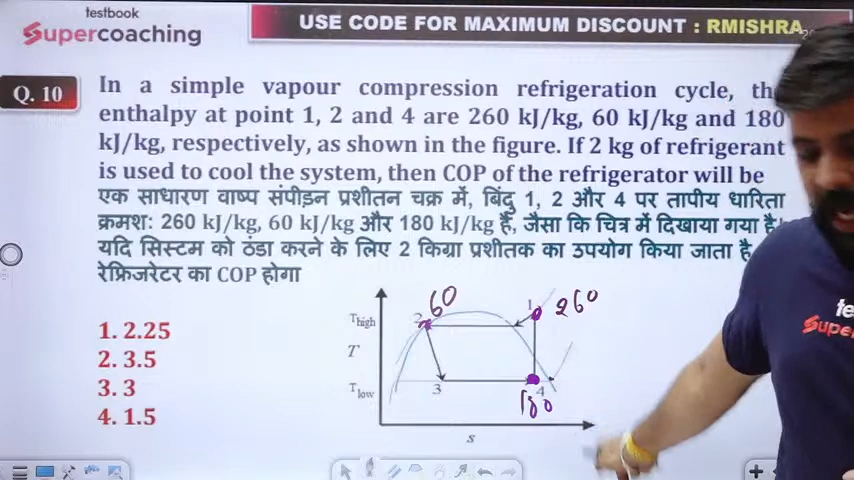 testbook
Supercoaching
USE CODE FOR MAXIMUM DISCOUNT : RMISHRA
Q. 10
In a simple vapour compression refrigeration cycle, th
enthalpy at point 1, 2 and 4 are 260 kJ/kg, 60 kJ/kg and 180
kJ/kg, respectively, as shown in the figure. If 2 kg of refrigerant
is used to cool the system, then COP of the refrigerator will be
एक साधारण वाष्प संपीड़न प्रशीतन चक्र में, बिंदु 1, 2 और 4 पर तापीय धारिता
क्रमश: 260 kJ/kg, 60 kJ/kg और 180 kJ/kg है, जैसा कि चित्र में दिखाया गया है
यदि सिस्टम को ठंडा करने के लिए 2 किग्रा प्रशीतक का उपयोग किया जाता है
रेफ्रिजरेटर का COP होगा
1. 2.25
2. 3.5
3. 3
4. 1.5
60
260
2
1
Thigh
T
Tlow
3
4
180
s
te
Supe